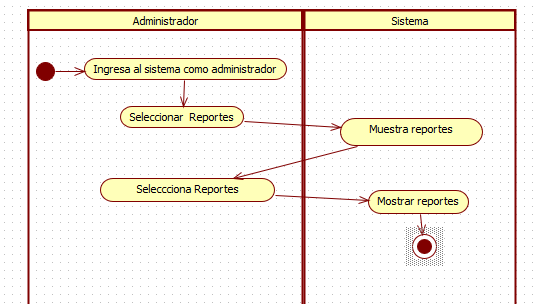 Administrador
Sistema
Ingresa al sistema como administrador
Seleccionar Reportes
Muestra reportes
Seleccciona Reportes
Mostrar reportes